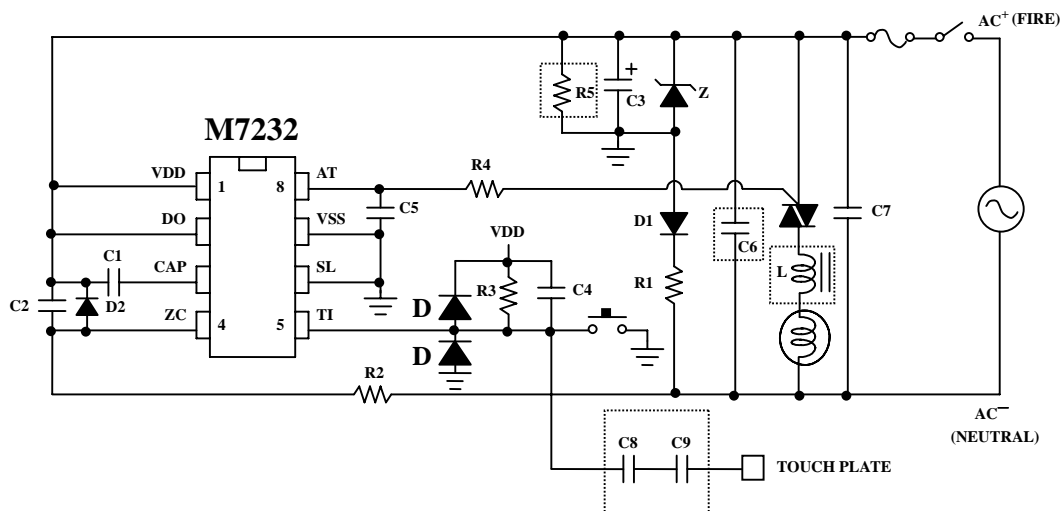 AC⁺ (FIRE)
R5
+
C3
Z
M7232
VDD
1
8
AT
R4
DO
VSS
C5
VDD
D1
C6
C7
C1
CAP
SL
L
C2
D2
D
R3
C4
R1
ZC
4
5
TI
D
R2
AC⁻
(NEUTRAL)
C8
C9
TOUCH PLATE